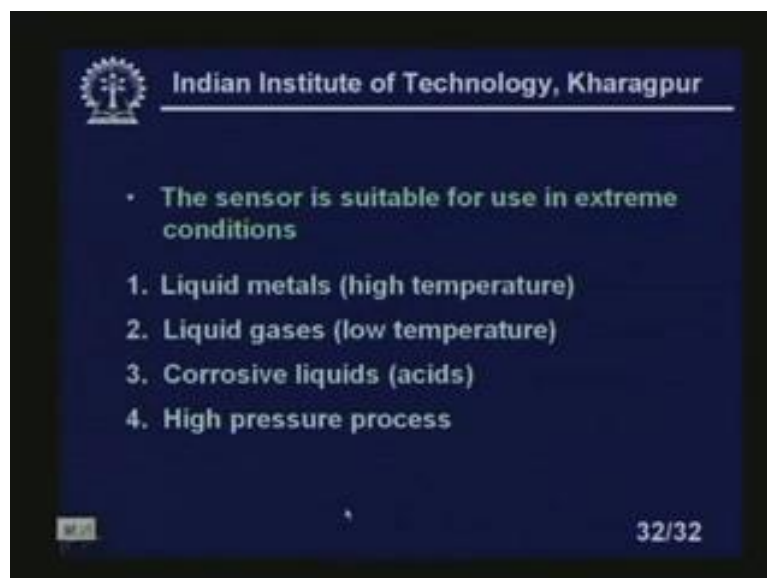 Indian Institute of Technology, Kharagpur
• The sensor is suitable for use in extreme
conditions
1. Liquid metals (high temperature)
2. Liquid gases (low temperature)
3. Corrosive liquids (acids)
4. High pressure process
32/32